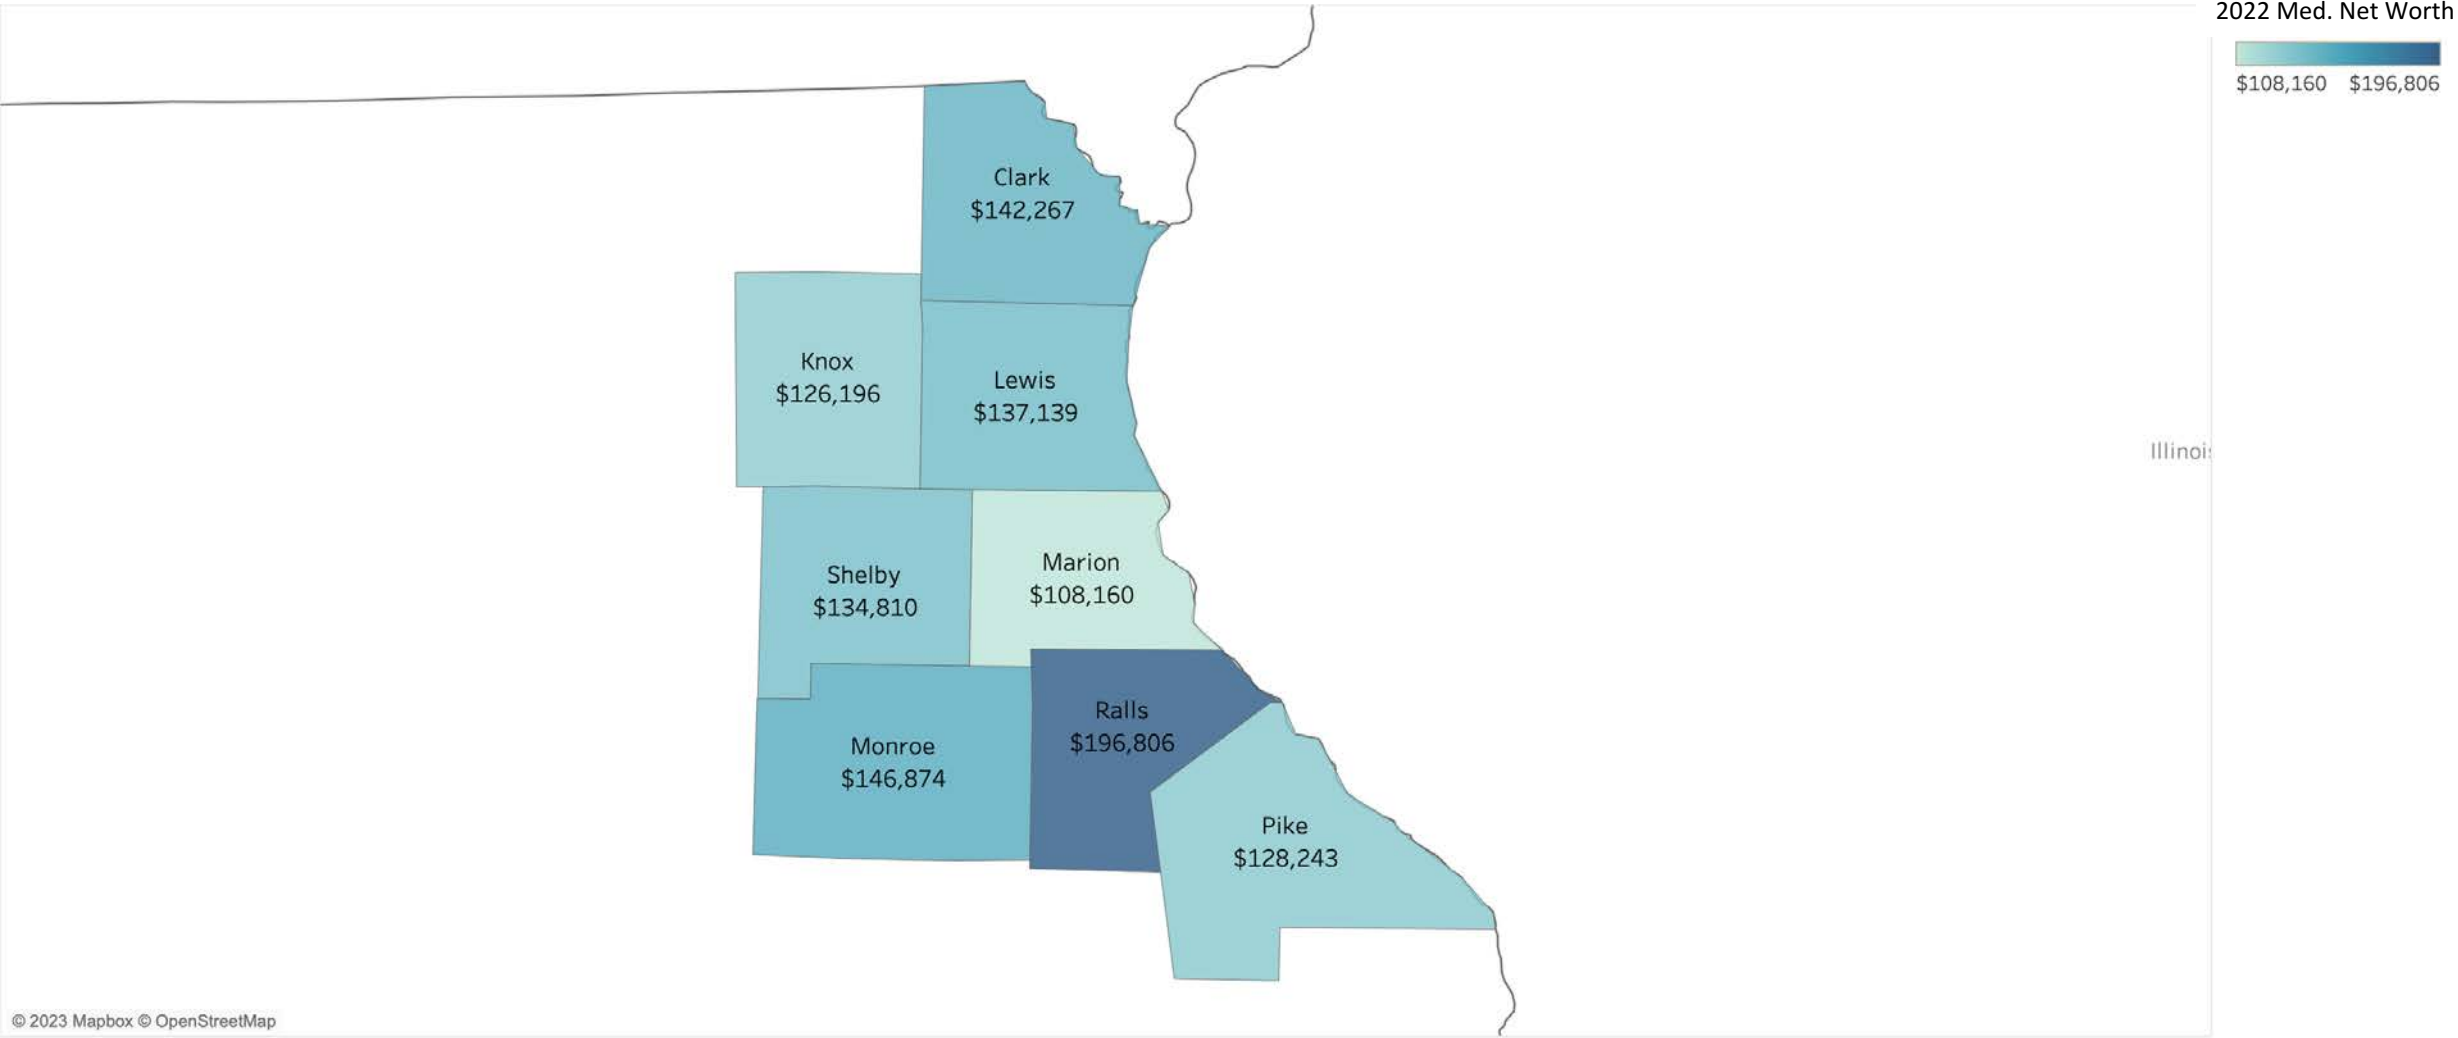 2022 Med. Net Worth
$108,160 $196,806
Clark
$142,267
Knox
$126,196
Lewis
$137,139
Illinois
Shelby
$134,810
Marion
$108,160
Ralls
$196,806
Monroe
$146,874
Pike
$128,243
© 2023 Mapbox © OpenStreetMap